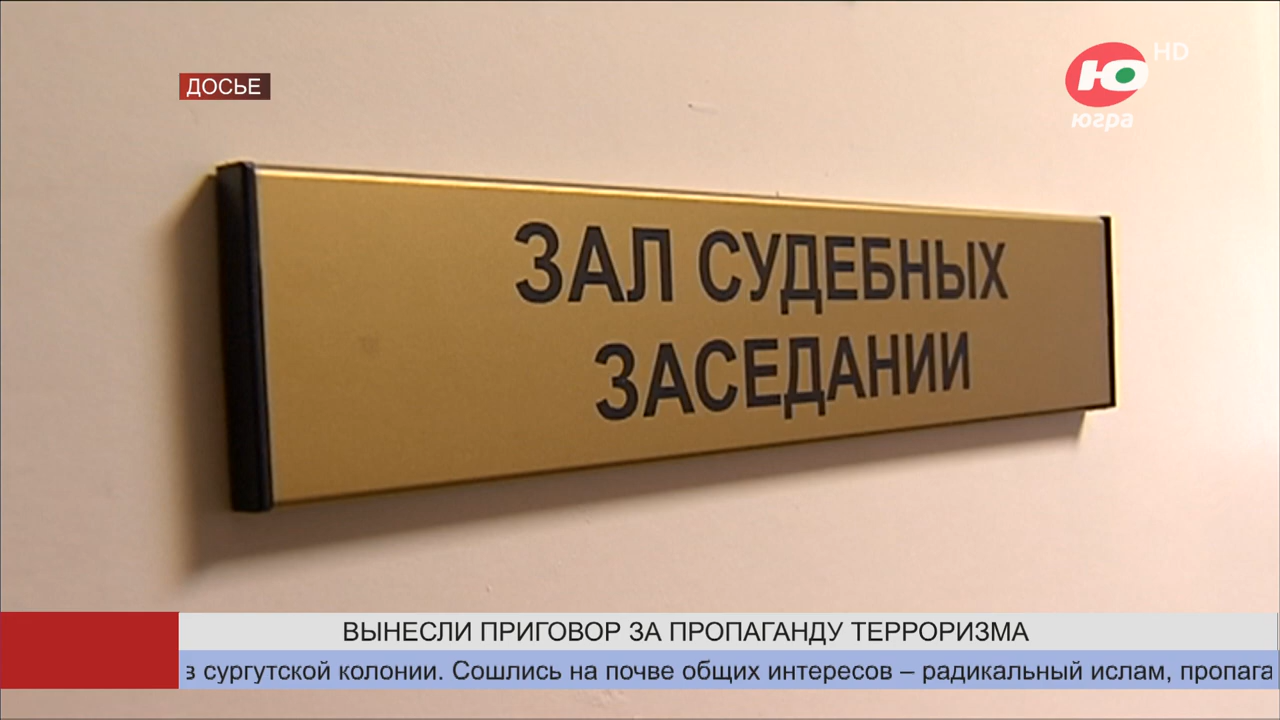 ДОСЬЕ
HD
Ю
югра
ЗАЛ СУДЕБНЫХ
ЗАСЕДАНИИ
ВЫНЕСЛИ ПРИГОВОР ЗА ПРОПАГАНДУ ТЕРРОРИЗМА
в сургутской колонии. Сошлись на почве общих интересов – радикальный ислам, пропага